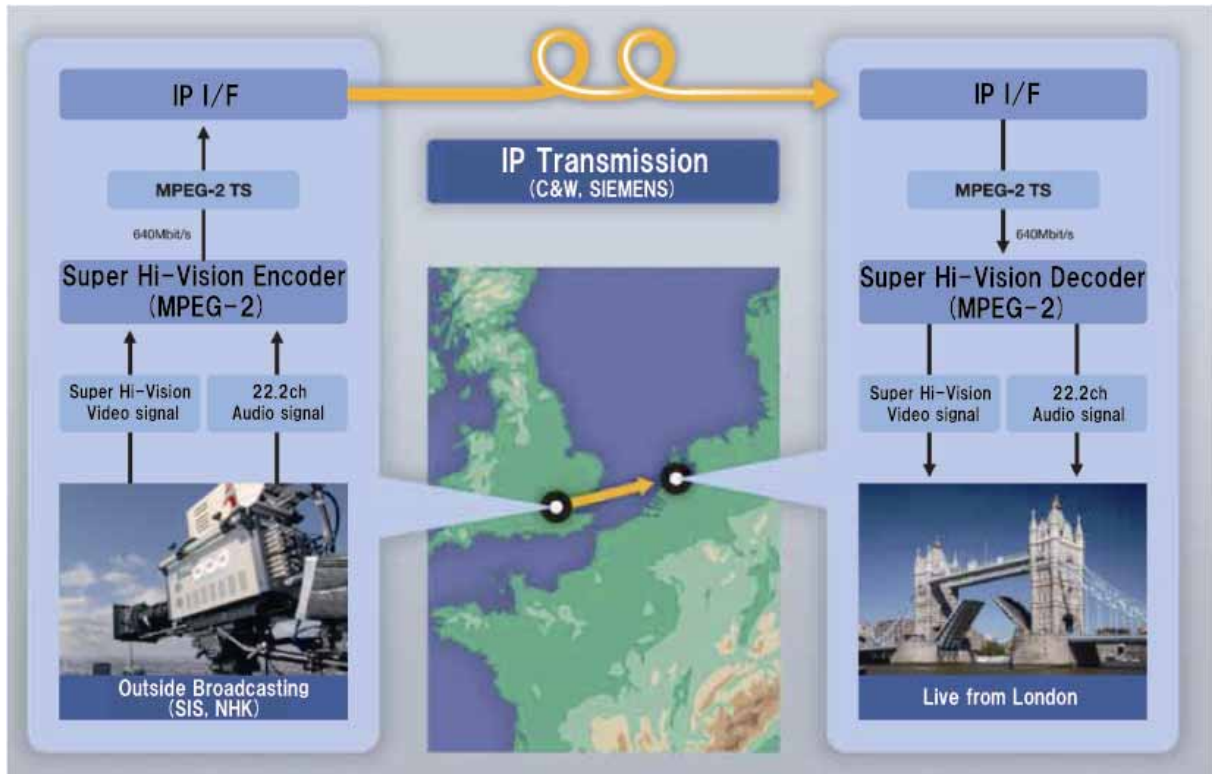 IP I/F
MPEG-2 TS
640Mbit/s
Super Hi-Vision Encoder
(MPEG-2)
Super Hi-Vision
Video signal
22.2ch
Audio signal
Outside Broadcasting
(SIS, NHK)
IP Transmission
(C&W, SIEMENS)
IP I/F
MPEG-2 TS
640Mbit/s
Super Hi-Vision Decoder
(MPEG-2)
Super Hi-Vision
Video signal
22.2ch
Audio signal
Live from London